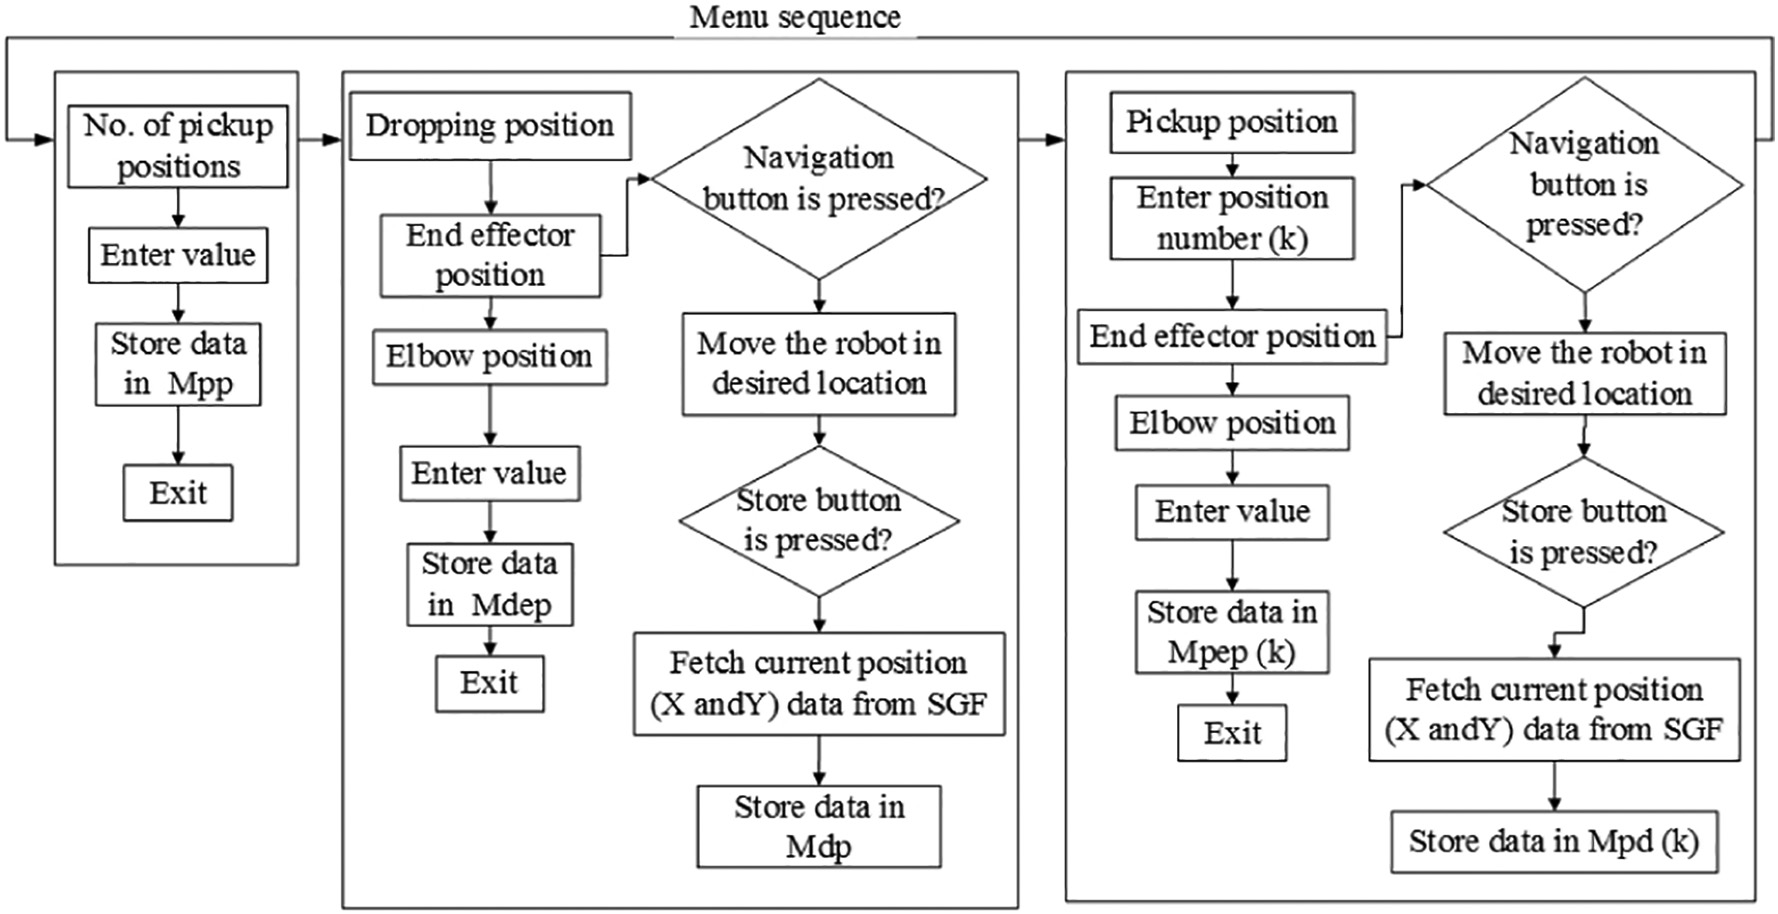 Menu sequence
No. of pickup
positions
Enter value
Store data
in Mpp
Exit
Dropping position
End effector
position
Elbow position
Enter value
Store data
in Mdep
Exit
Navigation
button is pressed?
Move the robot in
desired location
Store button
is pressed?
Fetch current position
(X andY) data from SGF
Store data in
Mdp
Pickup position
Enter position
number (k)
End effector position
Elbow position
Enter value
Store data in
Mpep (k)
Exit
Navigation
button is
pressed?
Move the robot in
desired location
Store button
is pressed?
Fetch current position
(X andY) data from SGF
Store data in Mpd (k)